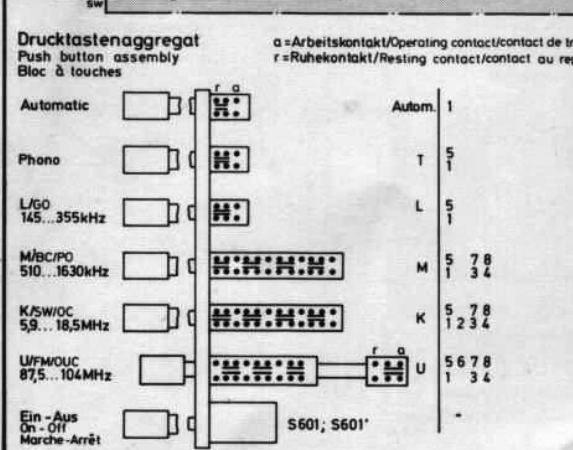 sw
Drucktastenaggregat
Push button assembly
Bloc à touches
a=Arbeitskontakt/Operating contact/contact de
r=Ruhekontakt/Resting contact/contact au
r a
Automatic
Autom. 1
Phono
T 5
1
L/GO
145...355kHz
L 5
1
M/BC/PO
510...1630kHz
M 5 7 8
1 3 4
K/SW/OC
5,9...18,5MHz
K 5 7 8
1 2 3 4
U/FM/OUC
87,5...104MHz
r a
U 5 6 7 8
1 3 4
Ein-Aus
On-Off
Marche-Arrêt
S601; S601'
-